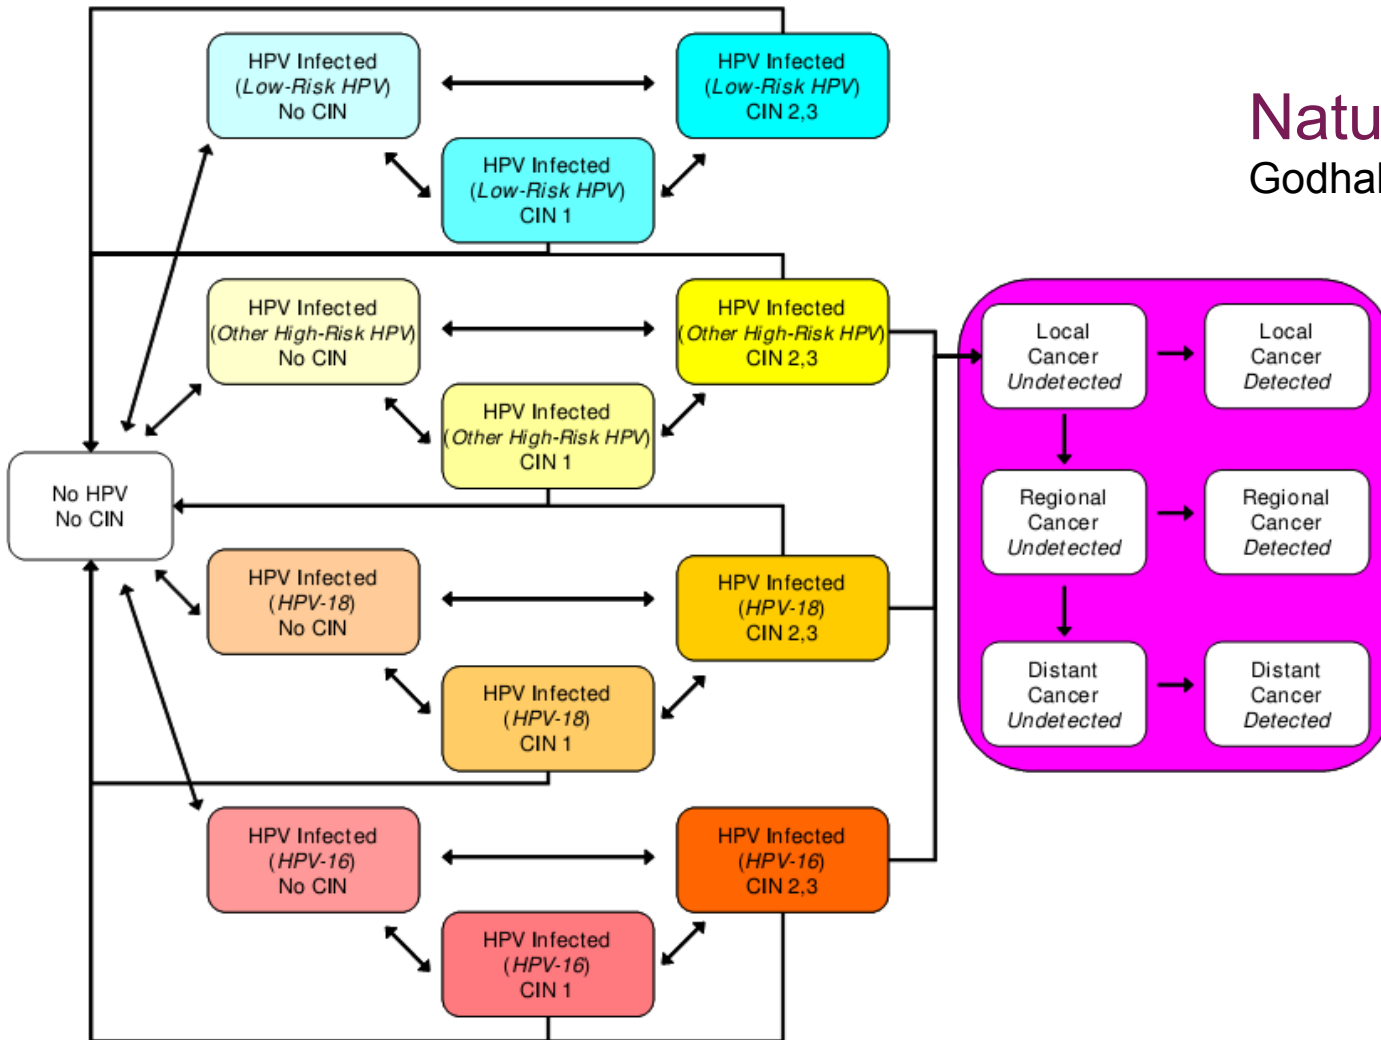 HPV Infected
(Low-Risk HPV)
No CIN
HPV Infected
(Low-Risk HPV)
CIN 2,3
HPV Infected
(Low-Risk HPV)
CIN 1
Natu
Godhal
HPV Infected
(Other High-Risk HPV)
No CIN
HPV Infected
(Other High-Risk HPV)
CIN 2,3
HPV Infected
(Other High-Risk HPV)
CIN 1
No HPV
No CIN
HPV Infected
(HPV-18)
No CIN
HPV Infected
(HPV-18)
CIN 2,3
HPV Infected
(HPV-18)
CIN 1
HPV Infected
(HPV-16)
No CIN
HPV Infected
(HPV-16)
CIN 2,3
HPV Infected
(HPV-16)
CIN 1
Local
Cancer
Undetected
Local
Cancer
Detected
Regional
Cancer
Undetected
Regional
Cancer
Detected
Distant
Cancer
Undetected
Distant
Cancer
Detected